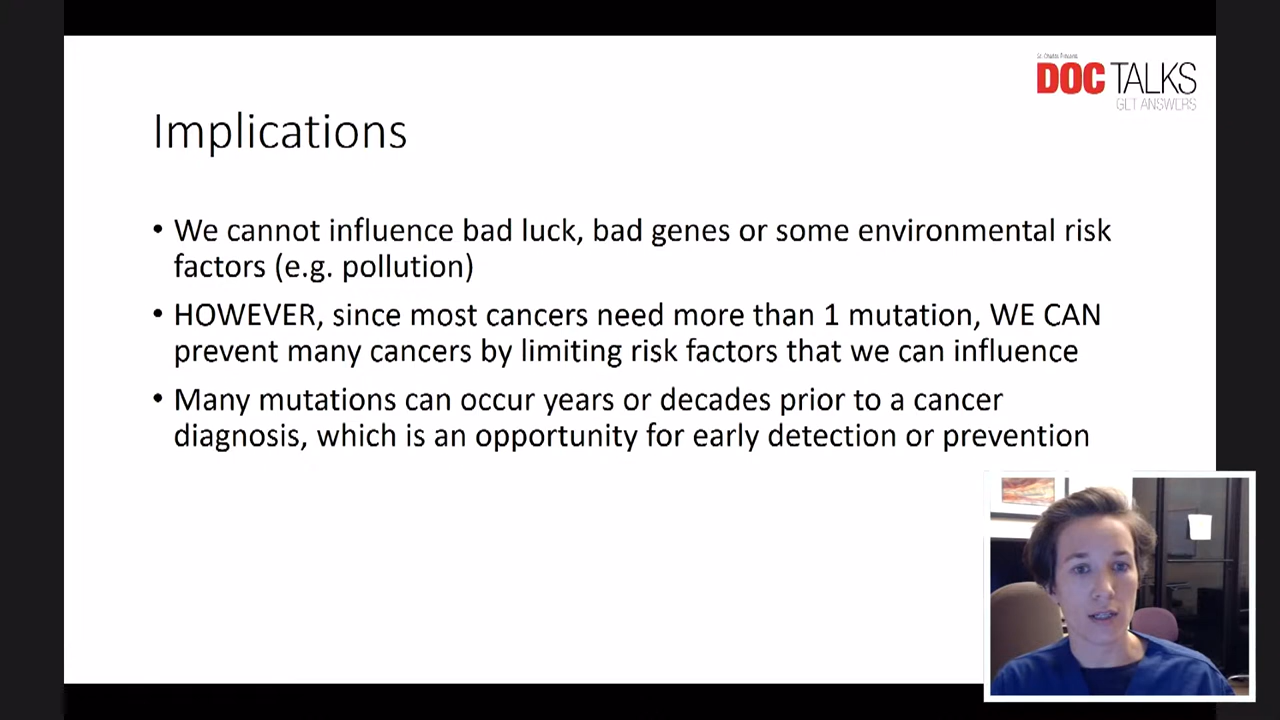 St. Charles Presents
DOC TALKS
GET ANSWERS
Implications
• We cannot influence bad luck, bad genes or some environmental risk
factors (e.g. pollution)
• HOWEVER, since most cancers need more than 1 mutation, WE CAN
prevent many cancers by limiting risk factors that we can influence
• Many mutations can occur years or decades prior to a cancer
diagnosis, which is an opportunity for early detection or prevention